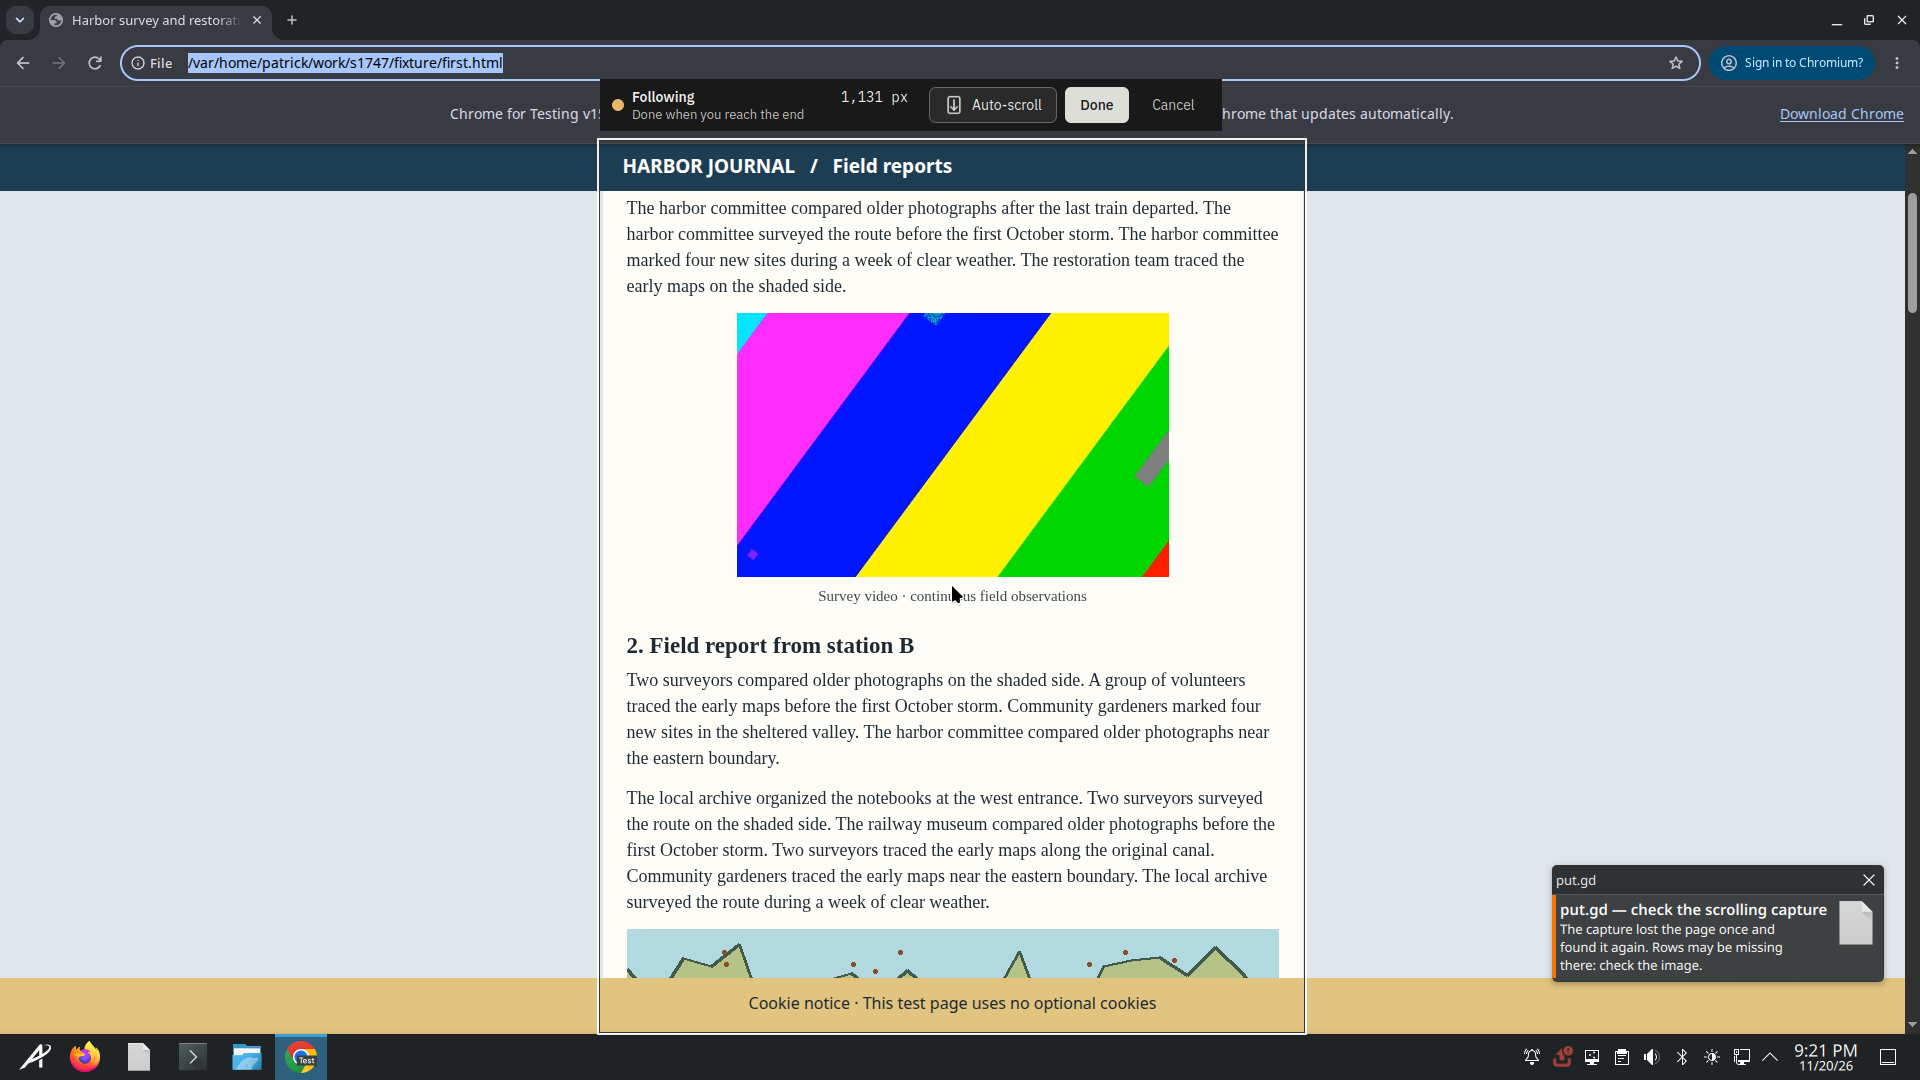 Harbor survey and restorat
File
/var/home/patrick/work/s1747/fixture/first.html
Sign in to Chromium?
Chrome for Testing v1
hrome that updates automatically.
Download Chrome
Following
Done when you reach the end
1,131 px
Auto-scroll
Done
Cancel
HARBOR JOURNAL / Field reports
The harbor committee compared older photographs after the last train departed. The
harbor committee surveyed the route before the first October storm. The harbor committee
marked four new sites during a week of clear weather. The restoration team traced the
early maps on the shaded side.
Survey video · continuous field observations
2. Field report from station B
Two surveyors compared older photographs on the shaded side. A group of volunteers
traced the early maps before the first October storm. Community gardeners marked four
new sites in the sheltered valley. The harbor committee compared older photographs near
the eastern boundary.
The local archive organized the notebooks at the west entrance. Two surveyors surveyed
the route on the shaded side. The railway museum compared older photographs before the
first October storm. Two surveyors traced the early maps along the original canal.
Community gardeners traced the early maps near the eastern boundary. The local archive
surveyed the route during a week of clear weather.
Cookie notice · This test page uses no optional cookies
put.gd
put.gd — check the scrolling capture
The capture lost the page once and
found it again. Rows may be missing
there: check the image.
Test
9:21 PM
11/20/26